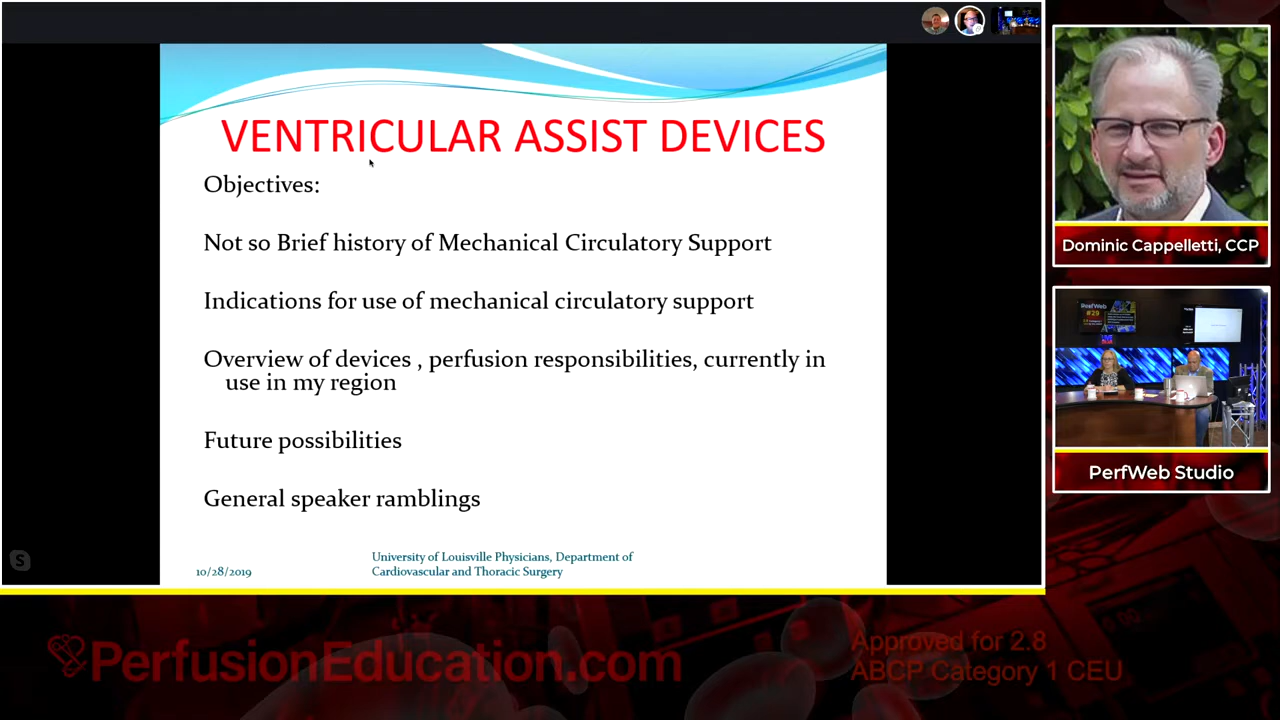 VENTRICULAR ASSIST DEVICES
Objectives:
Not so Brief history of Mechanical Circulatory Support
Indications for use of mechanical circulatory support
Overview of devices , perfusion responsibilities, currently in
use in my region
Future possibilities
General speaker ramblings
10/28/2019
University of Louisville Physicians, Department of
Cardiovascular and Thoracic Surgery
S
Dominic Cappelletti, CCP
PerfWeb
#29
PerfWeb Studio
PerfusionEducation.com
Approved for 2.8
ABCP Category 1 CEU